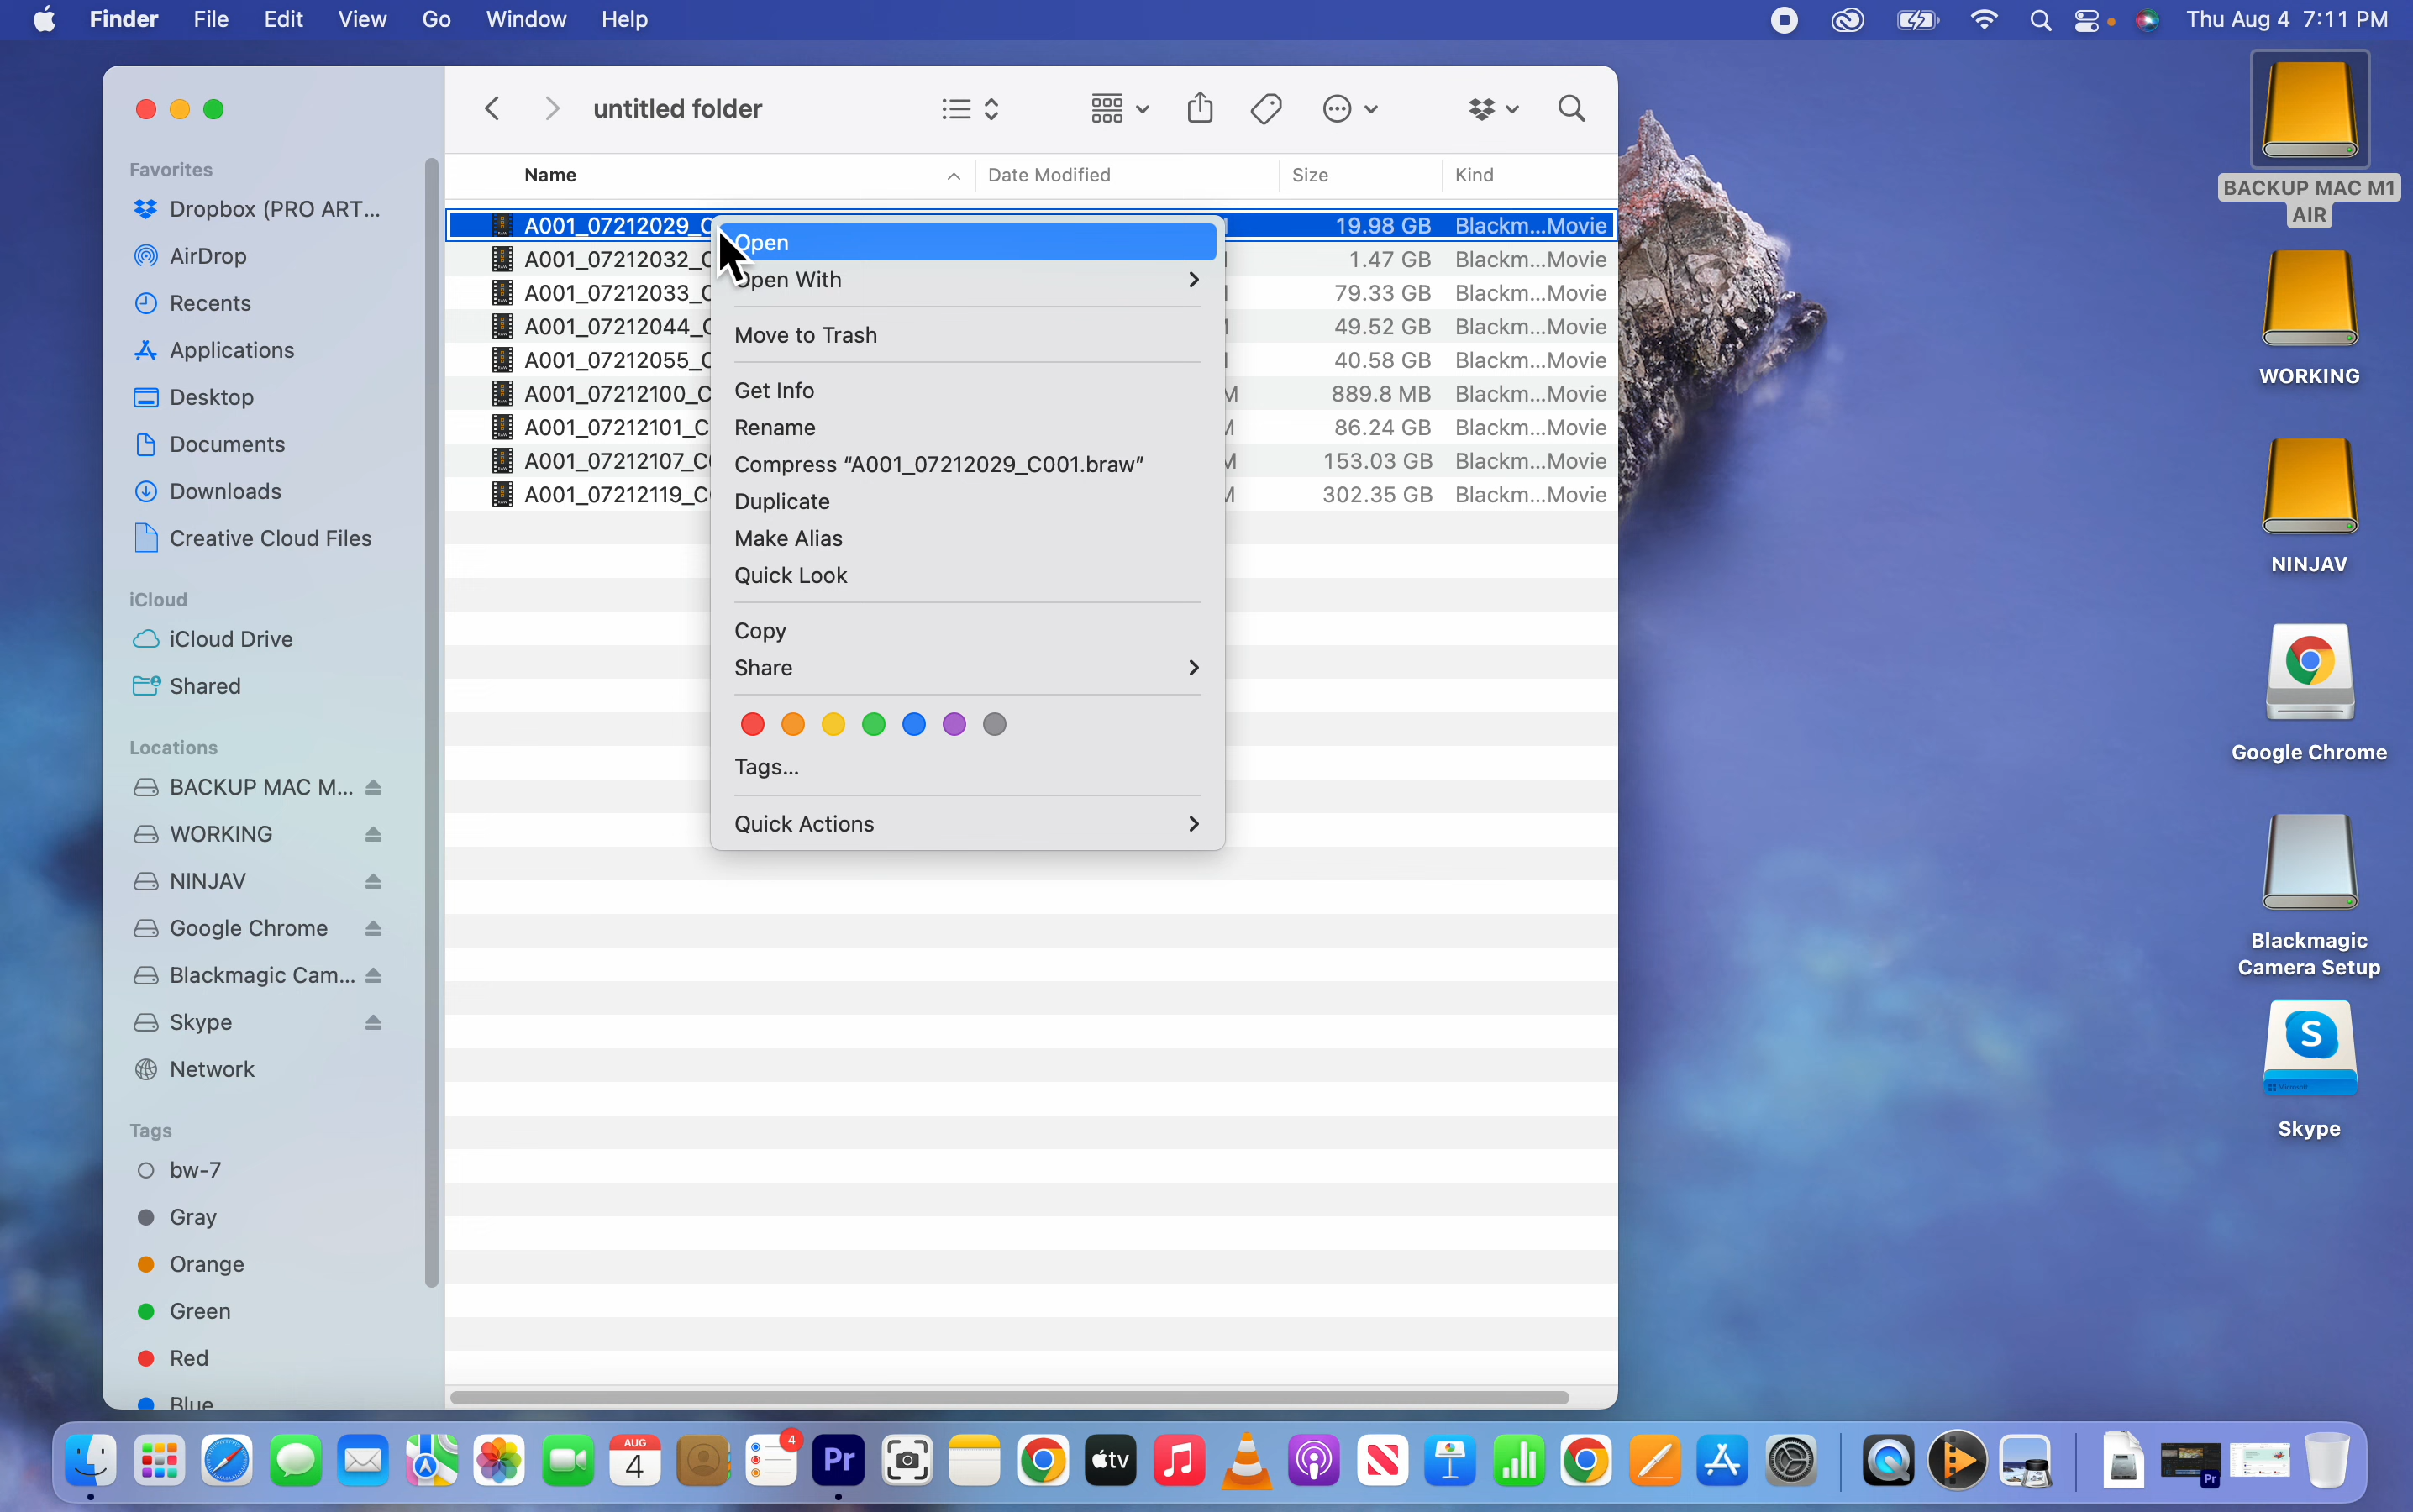 Finder File Edit View Go Window Help Thu Aug 4 7:11 PM
untitled folder
Favorites
Dropbox (PRO ART...
AirDrop
Recents
Applications
Desktop
Documents
Downloads
Creative Cloud Files
iCloud
iCloud Drive
Shared
Locations
BACKUP MAC M...
WORKING
NINJAV
Google Chrome
Blackmagic Cam...
Skype
Network
Tags
bw-7
Gray
Orange
Green
Red
Blue
Name Date Modified Size Kind
A001_07212029_C 19.98 GB Blackm...Movie
A001_07212032_C 1.47 GB Blackm...Movie
A001_07212033_C 79.33 GB Blackm...Movie
A001_07212044_C 49.52 GB Blackm...Movie
A001_07212055_C 40.58 GB Blackm...Movie
A001_07212100_C M 889.8 MB Blackm...Movie
A001_07212101_C M 86.24 GB Blackm...Movie
A001_07212107_C M 153.03 GB Blackm...Movie
A001_07212119_C M 302.35 GB Blackm...Movie
Open
Open With
Move to Trash
Get Info
Rename
Compress “A001_07212029_C001.braw”
Duplicate
Make Alias
Quick Look
Copy
Share
Tags...
Quick Actions
BACKUP MAC M1
AIR
WORKING
NINJAV
Google Chrome
Blackmagic
Camera Setup
S
Microsoft
Skype
AUG
4
4
Pr
tv
Pr